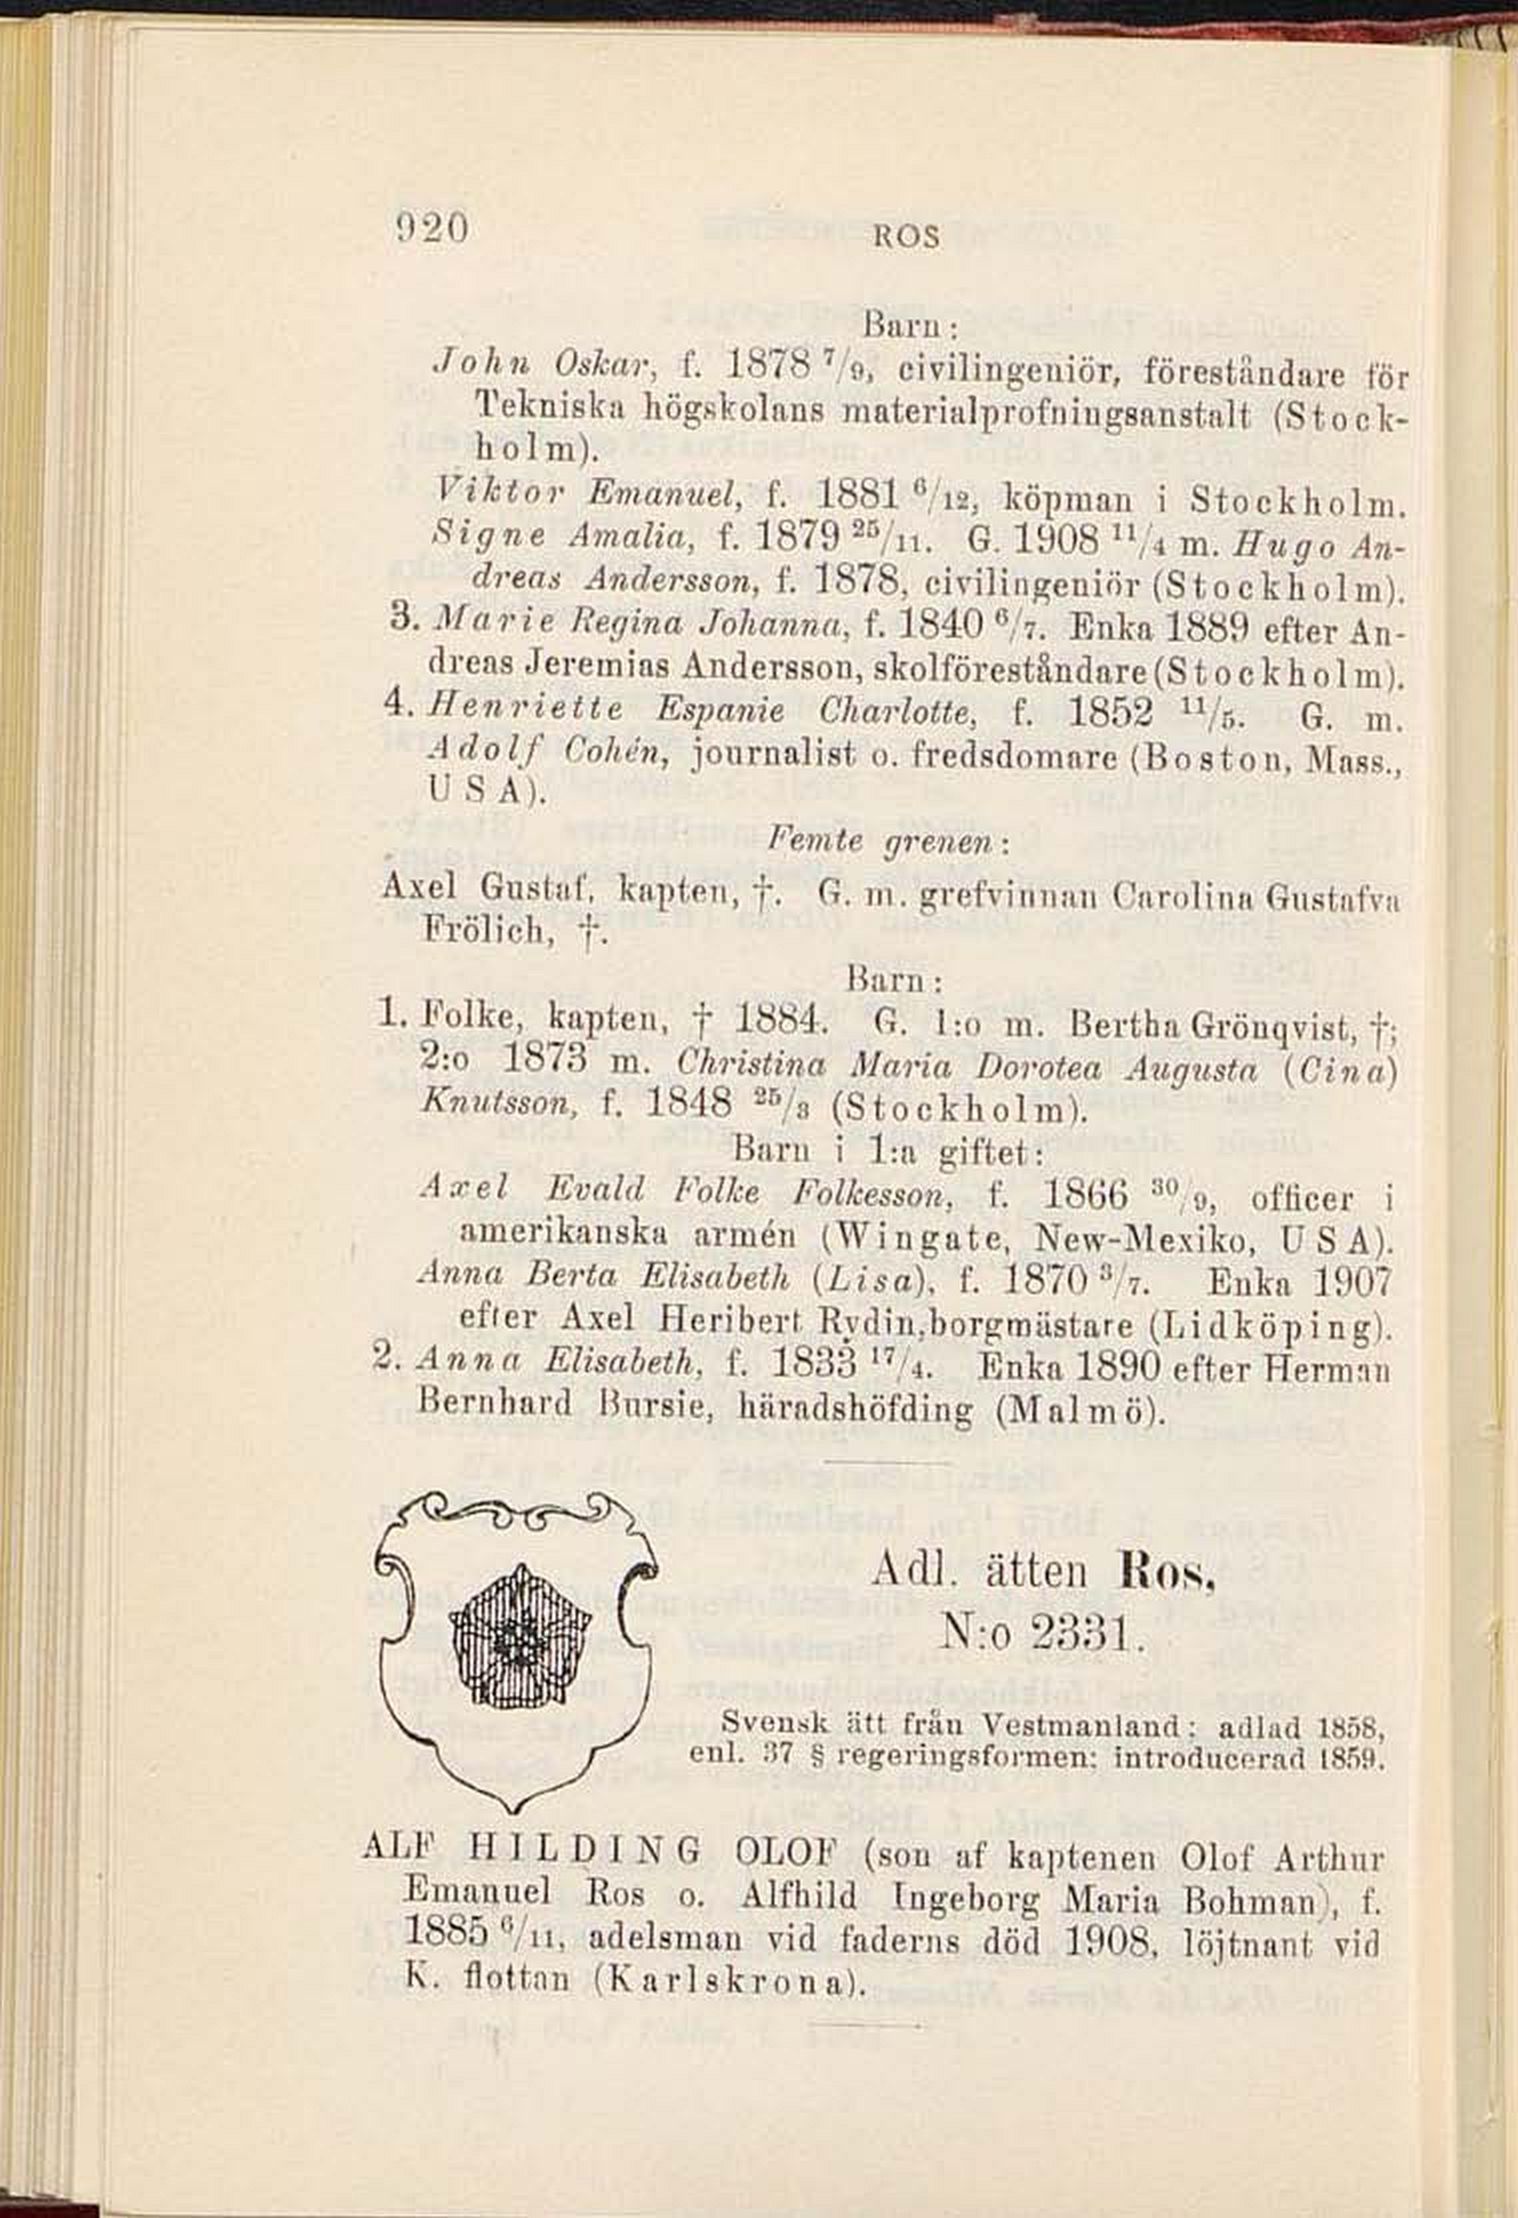 920
ROS
Barn:
John Oskar, f. 1878 7/9, civilingeniör, föreståndare för
Tekniska högskolans materialprofningsanstalt (Stock-
holm).
Viktor Emanuel, f. 1881 6/12, köpman i Stockholm.
Signe Amalia, f. 1879 25/11. G. 1908 11/4 m. Hugo An-
dreas Andersson, f. 1878, civilingeniör (Stockholm).
3. Marie Regina Johanna, f. 1840 6/7. Enka 1889 efter An-
dreas Jeremias Andersson, skolföreståndare (Stockholm).
4. Henriette Espanie Charlotte, f. 1852 11/5. G. m.
Adolf Cohén, journalist o. fredsdomare (Boston, Mass.,
U S A).
Femte grenen:
Axel Gustaf, kapten, †. G. m. grefvinnan Carolina Gustafva
Frölich, †.
Barn:
1. Folke, kapten, † 1884. G. 1:o m. Bertha Grönqvist, †;
2:o 1873 m. Christina Maria Dorotea Augusta (Cina)
Knutsson, f. 1848 25/3 (Stockholm).
Barn i 1:a giftet:
Axel Evald Folke Folkesson, f. 1866 30/9, officer i
amerikanska armén (Wingate, New-Mexiko, U S A).
Anna Berta Elisabeth (Lisa), f. 1870 3/7. Enka 1907
efter Axel Heribert Rydin, borgmästare (Lidköping).
2. Anna Elisabeth, f. 1833 17/4. Enka 1890 efter Herman
Bernhard Bursie, häradshöfding (Malmö).
Adl. ätten Ros,
N:o 2331.
Svensk ätt från Vestmanland; adlad 1858,
enl. 37 § regeringsformen; introducerad 1859.
ALF HILDING OLOF (son af kaptenen Olof Arthur
Emanuel Ros o. Alfhild Ingeborg Maria Bohman), f.
1885 6/11, adelsman vid faderns död 1908, löjtnant vid
K. flottan (Karlskrona).